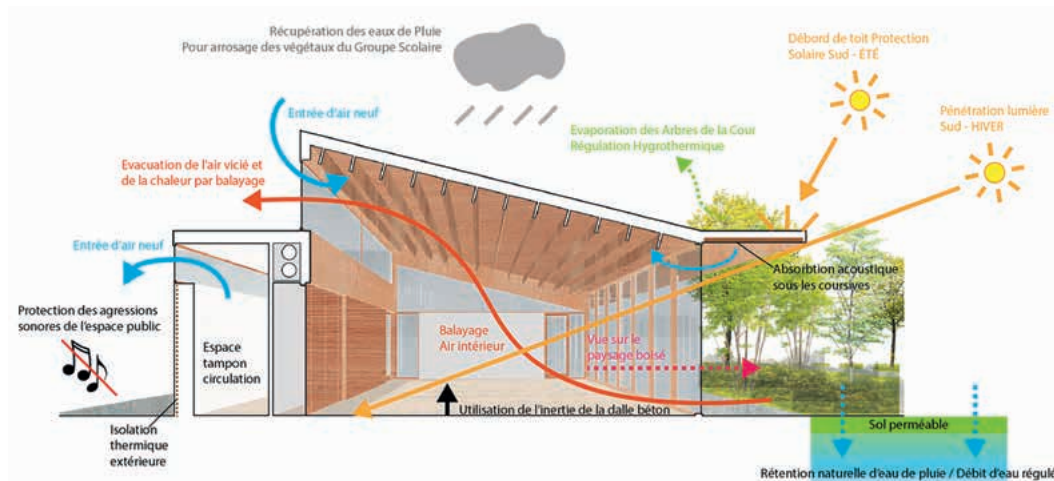 Récupération des eaux de Pluie
Pour arrosage des végétaux du Groupe Scolaire
Débord de toit Protection
Solaire Sud - ÉTÉ
Pénétration lumière
Sud - HIVER
Entrée d'air neuf
Evaporation des Arbres de la Cour
Régulation Hygrothermique
Evacuation de l'air vicié et
de la chaleur par balayage
Entrée d'air neuf
Absorbtion acoustique
sous les coursives
Protection des agressions
sonores de l'espace public
Espace
tampon
circulation
Balayage
Air intérieur
Vue sur le
paysage boisé
Utilisation de l'inertie de la dalle béton
Isolation
thermique
extérieure
Sol perméable
Rétention naturelle d'eau de pluie / Débit d'eau régulé